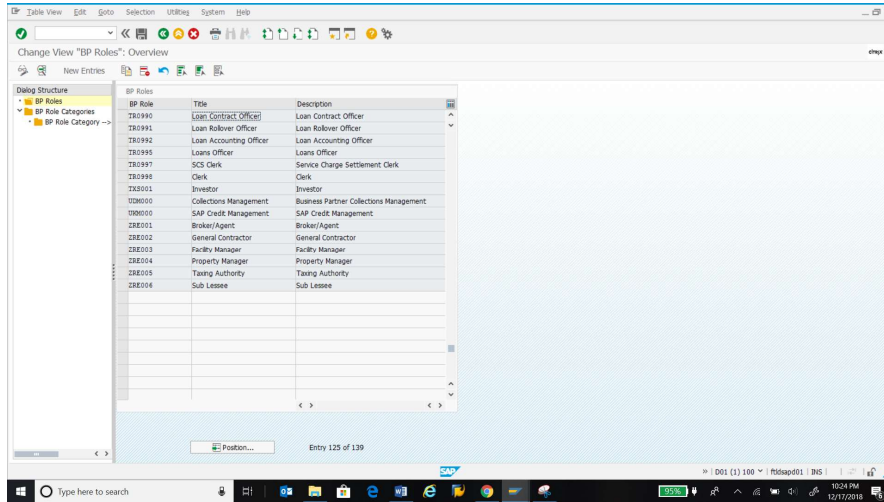 Table View Edit Goto Selection Utilities System Help
Change View "BP Roles": Overview
citrix
New Entries
Dialog Structure
BP Roles
BP Role Categories
BP Role Category -->
BP Roles
BP Role Title Description
TR0990 Loan Contract Officer Loan Contract Officer
TR0991 Loan Rollover Officer Loan Rollover Officer
TR0992 Loan Accounting Officer Loan Accounting Officer
TR0995 Loans Officer Loans Officer
TR0997 SCS Clerk Service Charge Settlement Clerk
TR0998 Clerk Clerk
TXS001 Investor Investor
UDM000 Collections Management Business Partner Collections Management
UKM000 SAP Credit Management SAP Credit Management
ZRE001 Broker/Agent Broker/Agent
ZRE002 General Contractor General Contractor
ZRE003 Facility Manager Facility Manager
ZRE004 Property Manager Property Manager
ZRE005 Taxing Authority Taxing Authority
ZRE006 Sub Lessee Sub Lessee
Position... Entry 125 of 139
SAP
D01 (1) 100 ftldsapd01 INS
Type here to search
95%
10:24 PM
12/17/2018